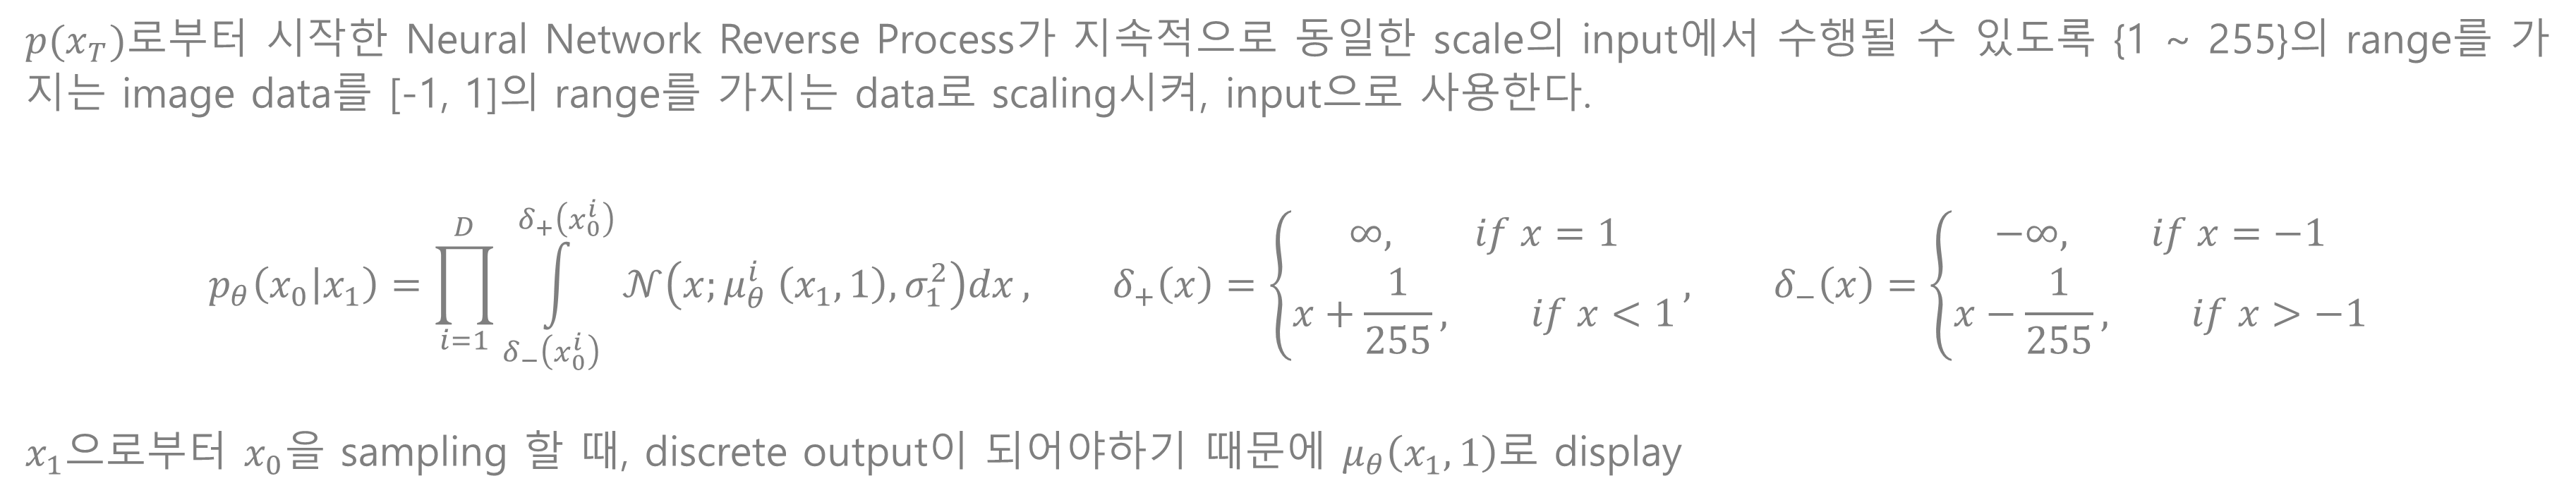 p(x_T)로부터 시작한 Neural Network Reverse Process가 지속적으로 동일한 scale의 input에서 수행될 수 있도록 {1 ~ 255}의 range를 가
지는 image data를 [-1, 1]의 range를 가지는 data로 scaling시켜, input으로 사용한다.
p_θ(x_0|x_1) = ∏_{i=1}^{D} ∫_{δ_-(x_0^i)}^{δ_+(x_0^i)} 𝒩(x; μ_θ^i (x_1, 1), σ_1^2)dx , δ_+(x) = { ∞, if x = 1; x + 1/255, if x < 1 , δ_-(x) = { −∞, if x = −1; x − 1/255, if x > −1
x_1으로부터 x_0을 sampling 할 때, discrete output이 되어야하기 때문에 μ_θ(x_1, 1)로 display